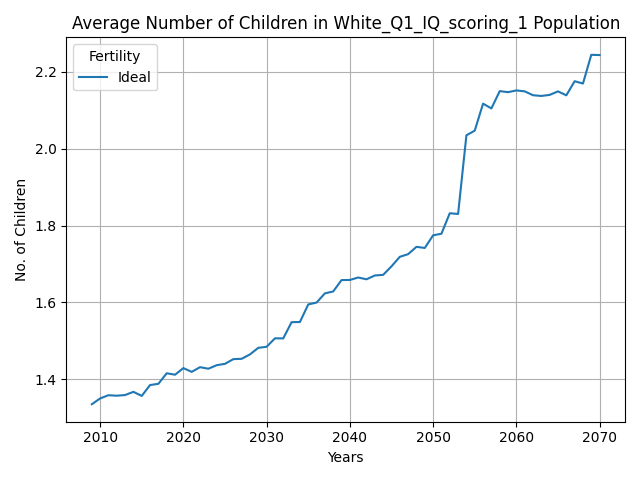 Average Number of Children in White_Q1_IQ_scoring_1 Population
Fertility
Ideal
No. of Children
2.2
2.0
1.8
1.6
1.4
2010 2020 2030 2040 2050 2060 2070
Years